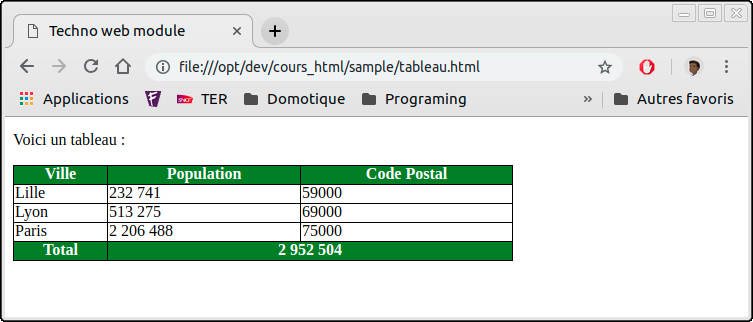 Techno web module
file:///opt/dev/cours_html/sample/tableau.html
Applications TER Domotique Programing » Autres favoris
Voici un tableau :
Ville Population Code Postal
Lille 232 741 59000
Lyon 513 275 69000
Paris 2 206 488 75000
Total 2 952 504